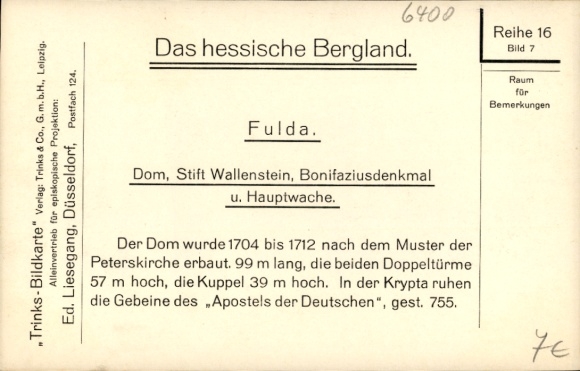 6400
Das hessische Bergland.
Reihe 16
Bild 7
Raum
für
Bemerkungen
Fulda.
Dom, Stift Wallenstein, Bonifaziusdenkmal
u. Hauptwache.
Der Dom wurde 1704 bis 1712 nach dem Muster der
Peterskirche erbaut. 99 m lang, die beiden Doppeltürme
57 m hoch, die Kuppel 39 m hoch. In der Krypta ruhen
die Gebeine des „Apostels der Deutschen“, gest. 755.
„Trinks-Bildkarte“ Verlag: Trinks & Co., G. m. b. H., Leipzig.
Alleinvertrieb für episkopische Projektion:
Ed. Liesegang, Düsseldorf, Postfach 124.
7€